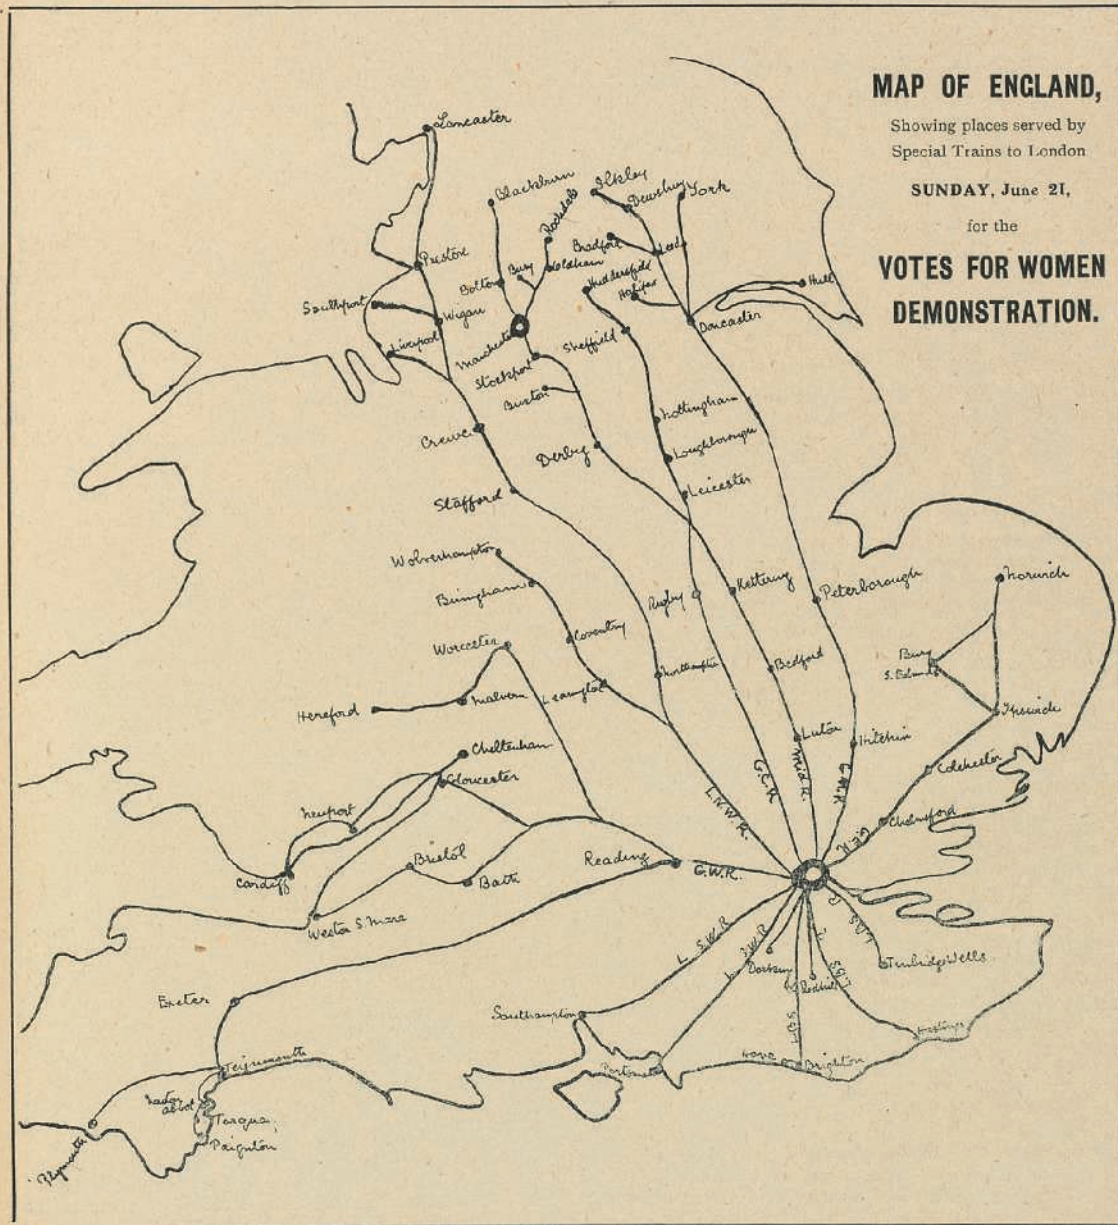 MAP OF ENGLAND,
Showing places served by
Special Trains to London
SUNDAY, June 21,
for the
VOTES FOR WOMEN
DEMONSTRATION.
Lancaster
Blackburn
Rochdale
Ilkley
Dewsbury
York
Preston
Bury
Oldham
Bradford
Leeds
Bolton
Huddersfield
Halifax
Hull
Southport
Wigan
Doncaster
Liverpool
Manchester
Sheffield
Stockport
Buxton
Nottingham
Crewe
Derby
Loughborough
Leicester
Stafford
Wolverhampton
Kettering
Norwich
Rugby
Peterborough
Coventry
Worcester
Bury
S. Edmunds
Bedford
Northampton
Malvern
Hereford
Ipswich
Cheltenham
Luton
Hitchin
Gloucester
Colchester
Newport
L.N.W.R.
G.C.R
Mid R.
Chelmsford
G.E.R.
Bristol
Reading
G.W.R.
Cardiff
Bath
Weston S. Mare
L. S.W.R
Tunbridge Wells
Dorking
Redhill
Exeter
Southampton
Hastings
Hove
Brighton
Teignmouth
Paignton
Plymouth